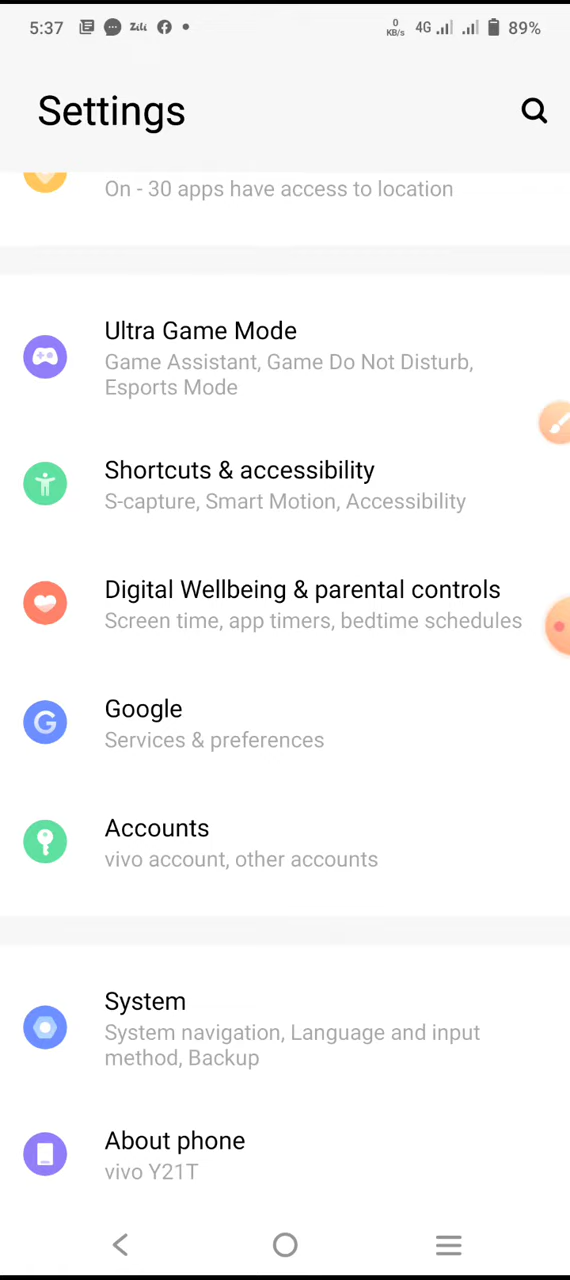 5:37 Zili 0 KB/s 4G 89%
Settings
On - 30 apps have access to location
Ultra Game Mode
Game Assistant, Game Do Not Disturb,
Esports Mode
Shortcuts & accessibility
S-capture, Smart Motion, Accessibility
Digital Wellbeing & parental controls
Screen time, app timers, bedtime schedules
Google
Services & preferences
Accounts
vivo account, other accounts
System
System navigation, Language and input
method, Backup
About phone
vivo Y21T